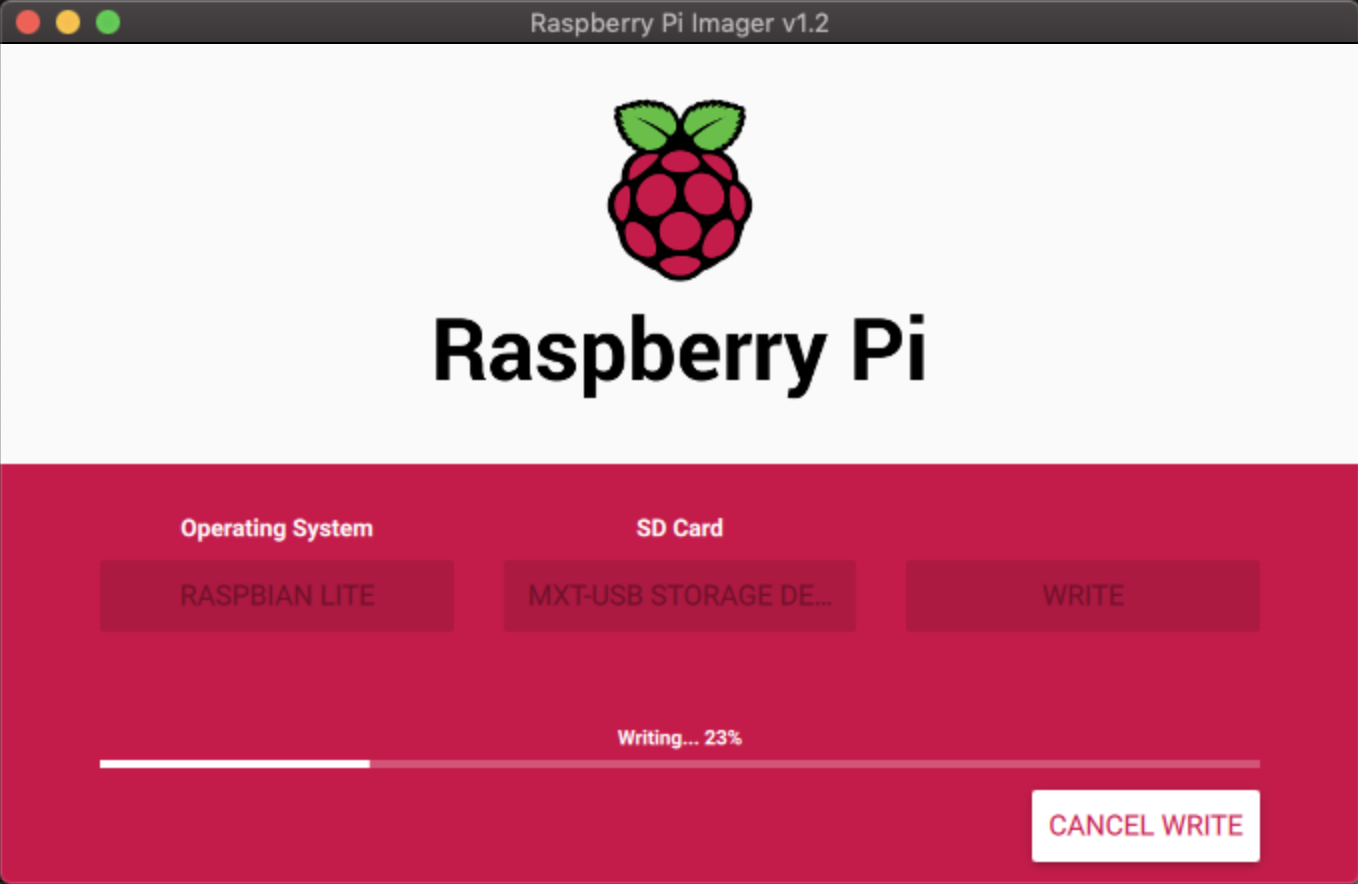 Raspberry Pi Imager v1.2
Raspberry Pi
Operating System
SD Card
RASPBIAN LITE
MXT-USB STORAGE DE...
WRITE
Writing... 23%
CANCEL WRITE